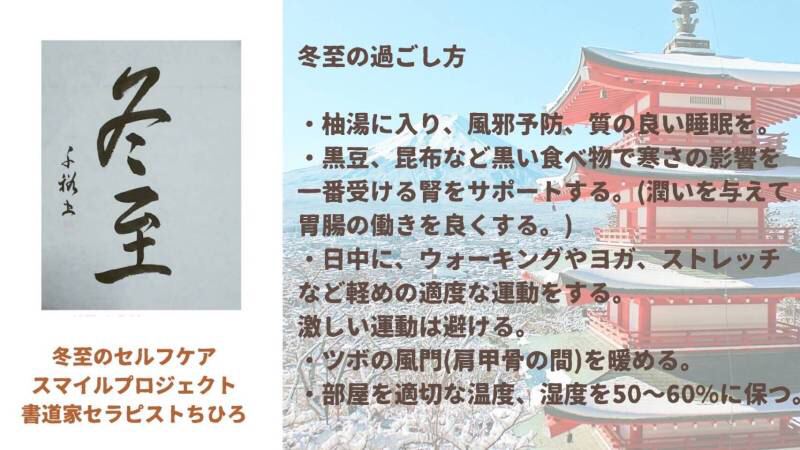 冬至
千紘書
冬至のセルフケア
スマイルプロジェクト
書道家セラピストちひろ
冬至の過ごし方
・柚湯に入り、風邪予防、質の良い睡眠を。
・黒豆、昆布など黒い食べ物で寒さの影響を
一番受ける腎をサポートする。(潤いを与えて
胃腸の働きを良くする。)
・日中に、ウォーキングやヨガ、ストレッチ
など軽めの適度な運動をする。
激しい運動は避ける。
・ツボの風門(肩甲骨の間)を暖める。
・部屋を適切な温度、湿度を50〜60%に保つ。